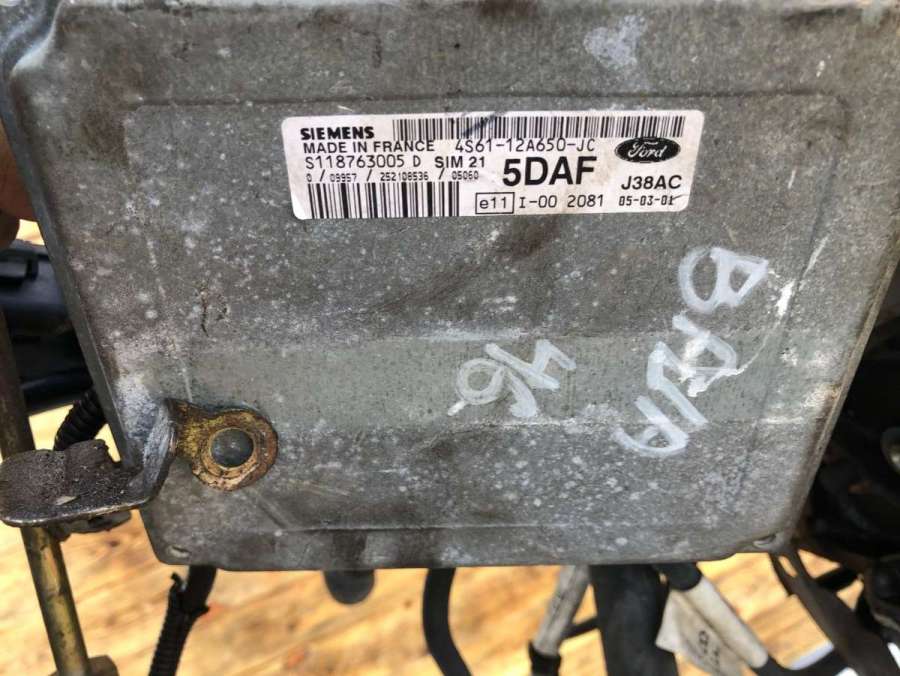 SIEMENS
MADE IN FRANCE 4S61-12A650-JC
S118763005 D SIM 21
0 / 09957 / 252108536 / 05060
5DAF
Ford
J38AC
e11 I-00 2081 05-03-01
46